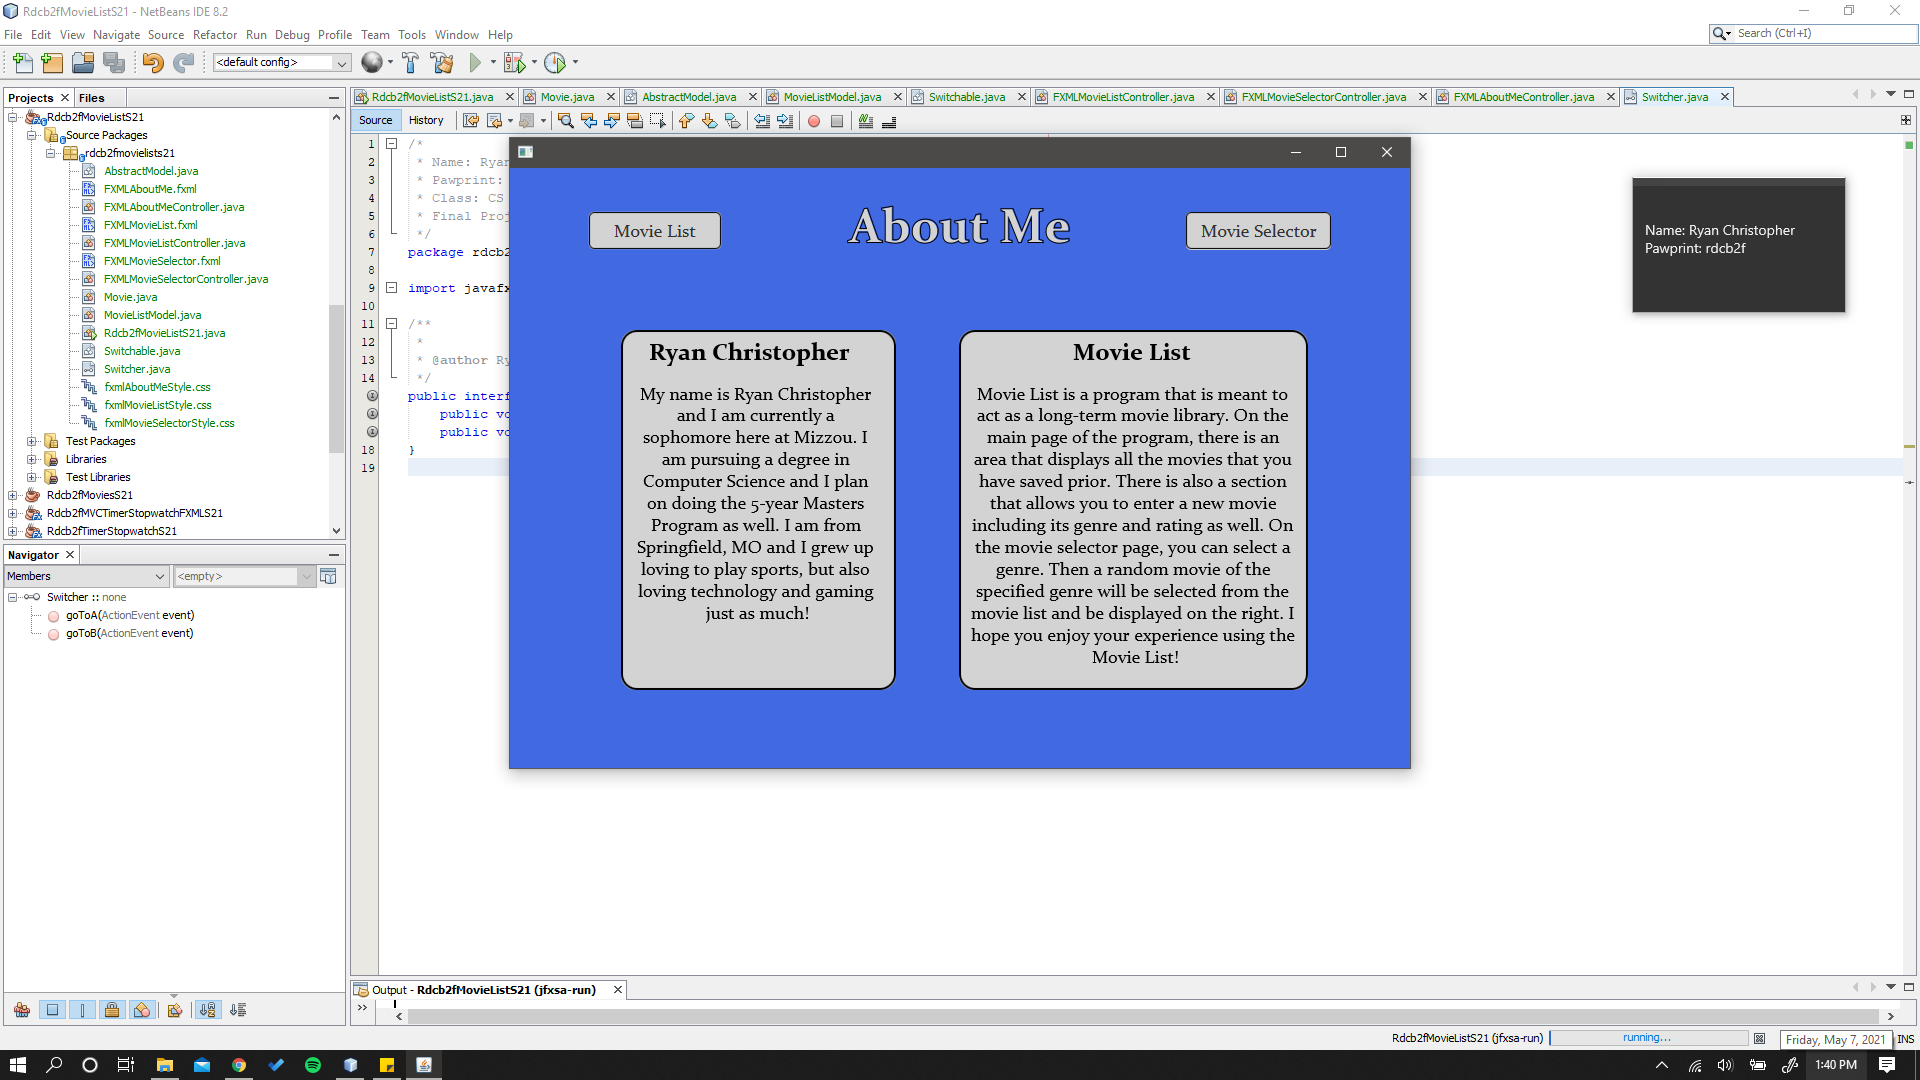 Rdcb2fMovieListS21 - NetBeans IDE 8.2
File Edit View Navigate Source Refactor Run Debug Profile Team Tools Window Help
Search (Ctrl+I)
<default config>
Projects Files
Rdcb2fMovieListS21
Source Packages
rdcb2fmovielists21
AbstractModel.java
FXMLAboutMe.fxml
FXMLAboutMeController.java
FXMLMovieList.fxml
FXMLMovieListController.java
FXMLMovieSelector.fxml
FXMLMovieSelectorController.java
Movie.java
MovieListModel.java
Rdcb2fMovieListS21.java
Switchable.java
Switcher.java
fxmlAboutMeStyle.css
fxmlMovieListStyle.css
fxmlMovieSelectorStyle.css
Test Packages
Libraries
Test Libraries
Rdcb2fMoviesS21
Rdcb2fMVCTimerStopwatchFXMLS21
Rdcb2fTimerStopwatchS21
Navigator
Members <empty>
Switcher :: none
goToA(ActionEvent event)
goToB(ActionEvent event)
Rdcb2fMovieListS21.java Movie.java AbstractModel.java MovieListModel.java Switchable.java FXMLMovieListController.java FXMLMovieSelectorController.java FXMLAboutMeController.java Switcher.java
Source History
1 /*
2 * Name: Ryan
3 * Pawprint:
4 * Class: CS
5 * Final Proj
6 */
7 package rdcb2
8
9 import javafx
10
11 /**
12 *
13 * @author Ry
14 */
public interf
public vo
public vo
18 }
19
Movie List
About Me
Movie Selector
Ryan Christopher
My name is Ryan Christopher
and I am currently a
sophomore here at Mizzou. I
am pursuing a degree in
Computer Science and I plan
on doing the 5-year Masters
Program as well. I am from
Springfield, MO and I grew up
loving to play sports, but also
loving technology and gaming
just as much!
Movie List
Movie List is a program that is meant to
act as a long-term movie library. On the
main page of the program, there is an
area that displays all the movies that you
have saved prior. There is also a section
that allows you to enter a new movie
including its genre and rating as well. On
the movie selector page, you can select a
genre. Then a random movie of the
specified genre will be selected from the
movie list and be displayed on the right. I
hope you enjoy your experience using the
Movie List!
Name: Ryan Christopher
Pawprint: rdcb2f
Output - Rdcb2fMovieListS21 (jfxsa-run)
Rdcb2fMovieListS21 (jfxsa-run) running...
Friday, May 7, 2021
INS
1:40 PM